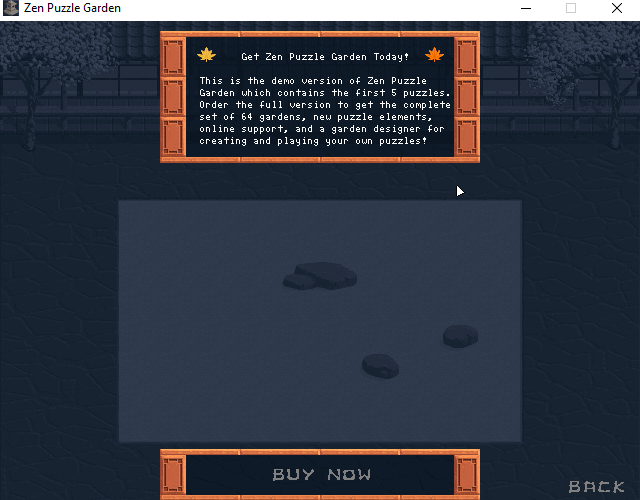 Zen Puzzle Garden
Get Zen Puzzle Garden Today!
This is the demo version of Zen Puzzle
Garden which contains the first 5 puzzles.
Order the full version to get the complete
set of 64 gardens, new puzzle elements,
online support, and a garden designer for
creating and playing your own puzzles!
BUY NOW
BACK